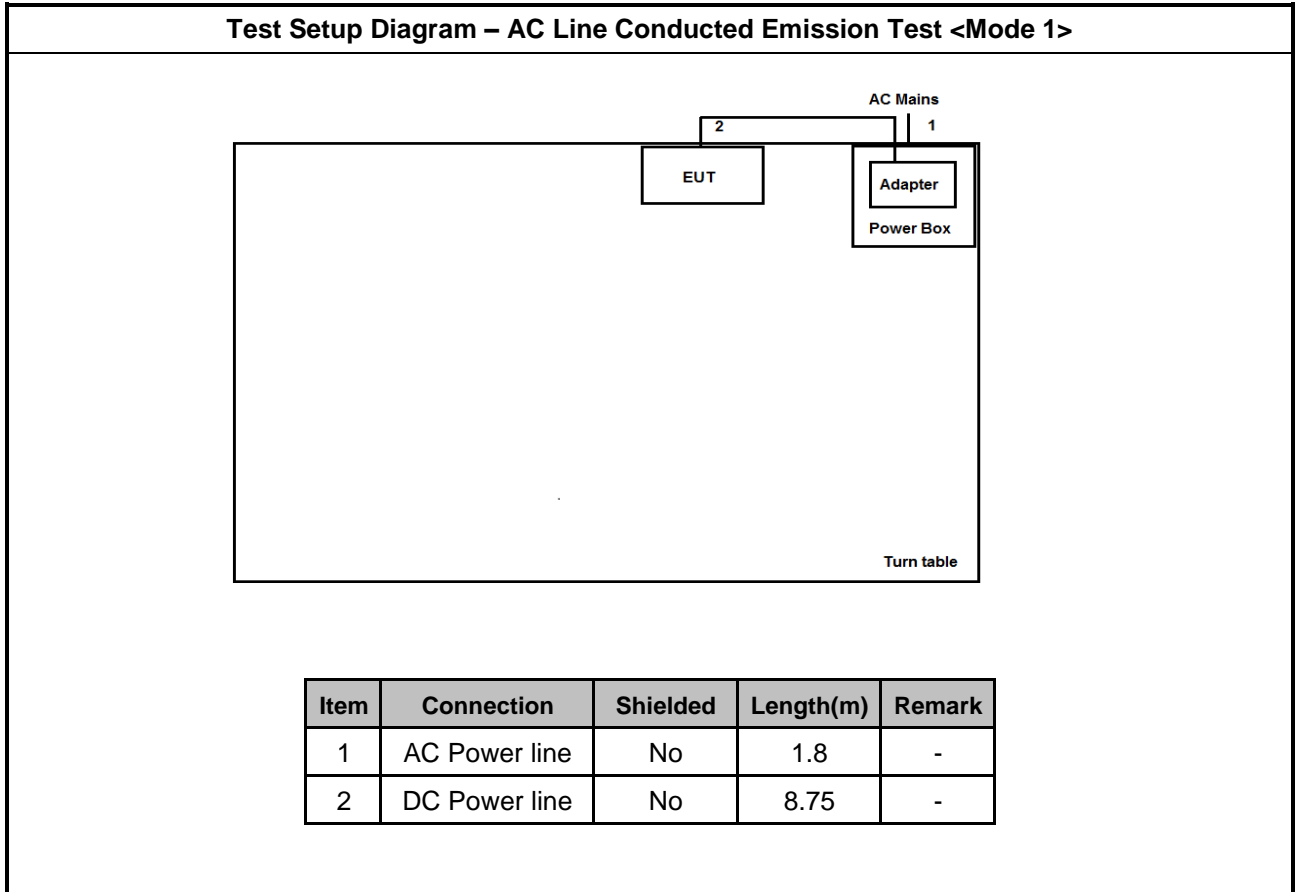 Test Setup Diagram – AC Line Conducted Emission Test <Mode 1>
AC Mains
2
1
EUT
Adapter
Power Box
Turn table
Item Connection Shielded Length(m) Remark
1 AC Power line No 1.8 -
2 DC Power line No 8.75 -